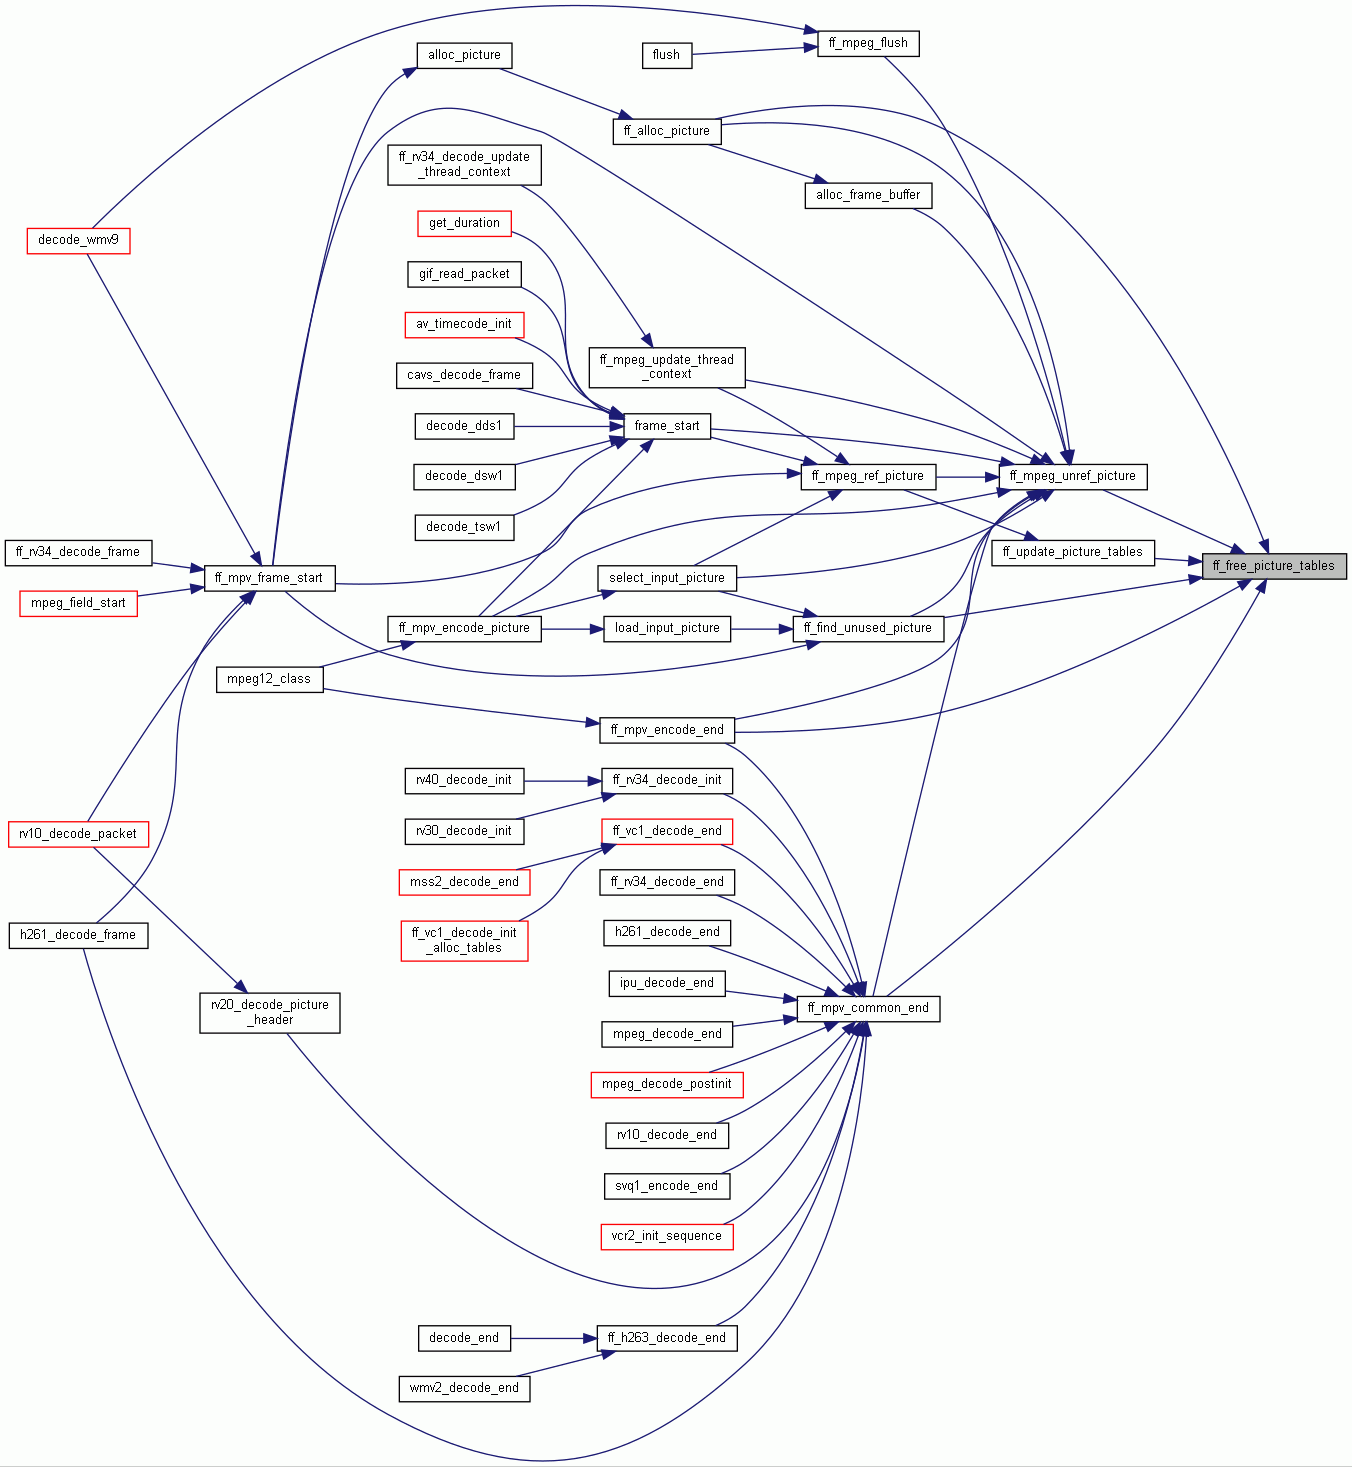 ff_mpeg_flush
alloc_picture
flush
ff_alloc_picture
ff_rv34_decode_update
_thread_context
alloc_frame_buffer
get_duration
decode_wmv9
gif_read_packet
av_timecode_init
ff_mpeg_update_thread
_context
cavs_decode_frame
decode_dds1
frame_start
decode_dsw1
ff_mpeg_ref_picture
ff_mpeg_unref_picture
decode_tsw1
ff_rv34_decode_frame
ff_update_picture_tables
ff_free_picture_tables
ff_mpv_frame_start
select_input_picture
mpeg_field_start
ff_mpv_encode_picture
load_input_picture
ff_find_unused_picture
mpeg12_class
ff_mpv_encode_end
rv40_decode_init
ff_rv34_decode_init
rv10_decode_packet
rv30_decode_init
ff_vc1_decode_end
mss2_decode_end
ff_rv34_decode_end
h261_decode_frame
ff_vc1_decode_init
_alloc_tables
h261_decode_end
ipu_decode_end
rv20_decode_picture
_header
ff_mpv_common_end
mpeg_decode_end
mpeg_decode_postinit
rv10_decode_end
svq1_encode_end
vcr2_init_sequence
decode_end
ff_h263_decode_end
wmv2_decode_end